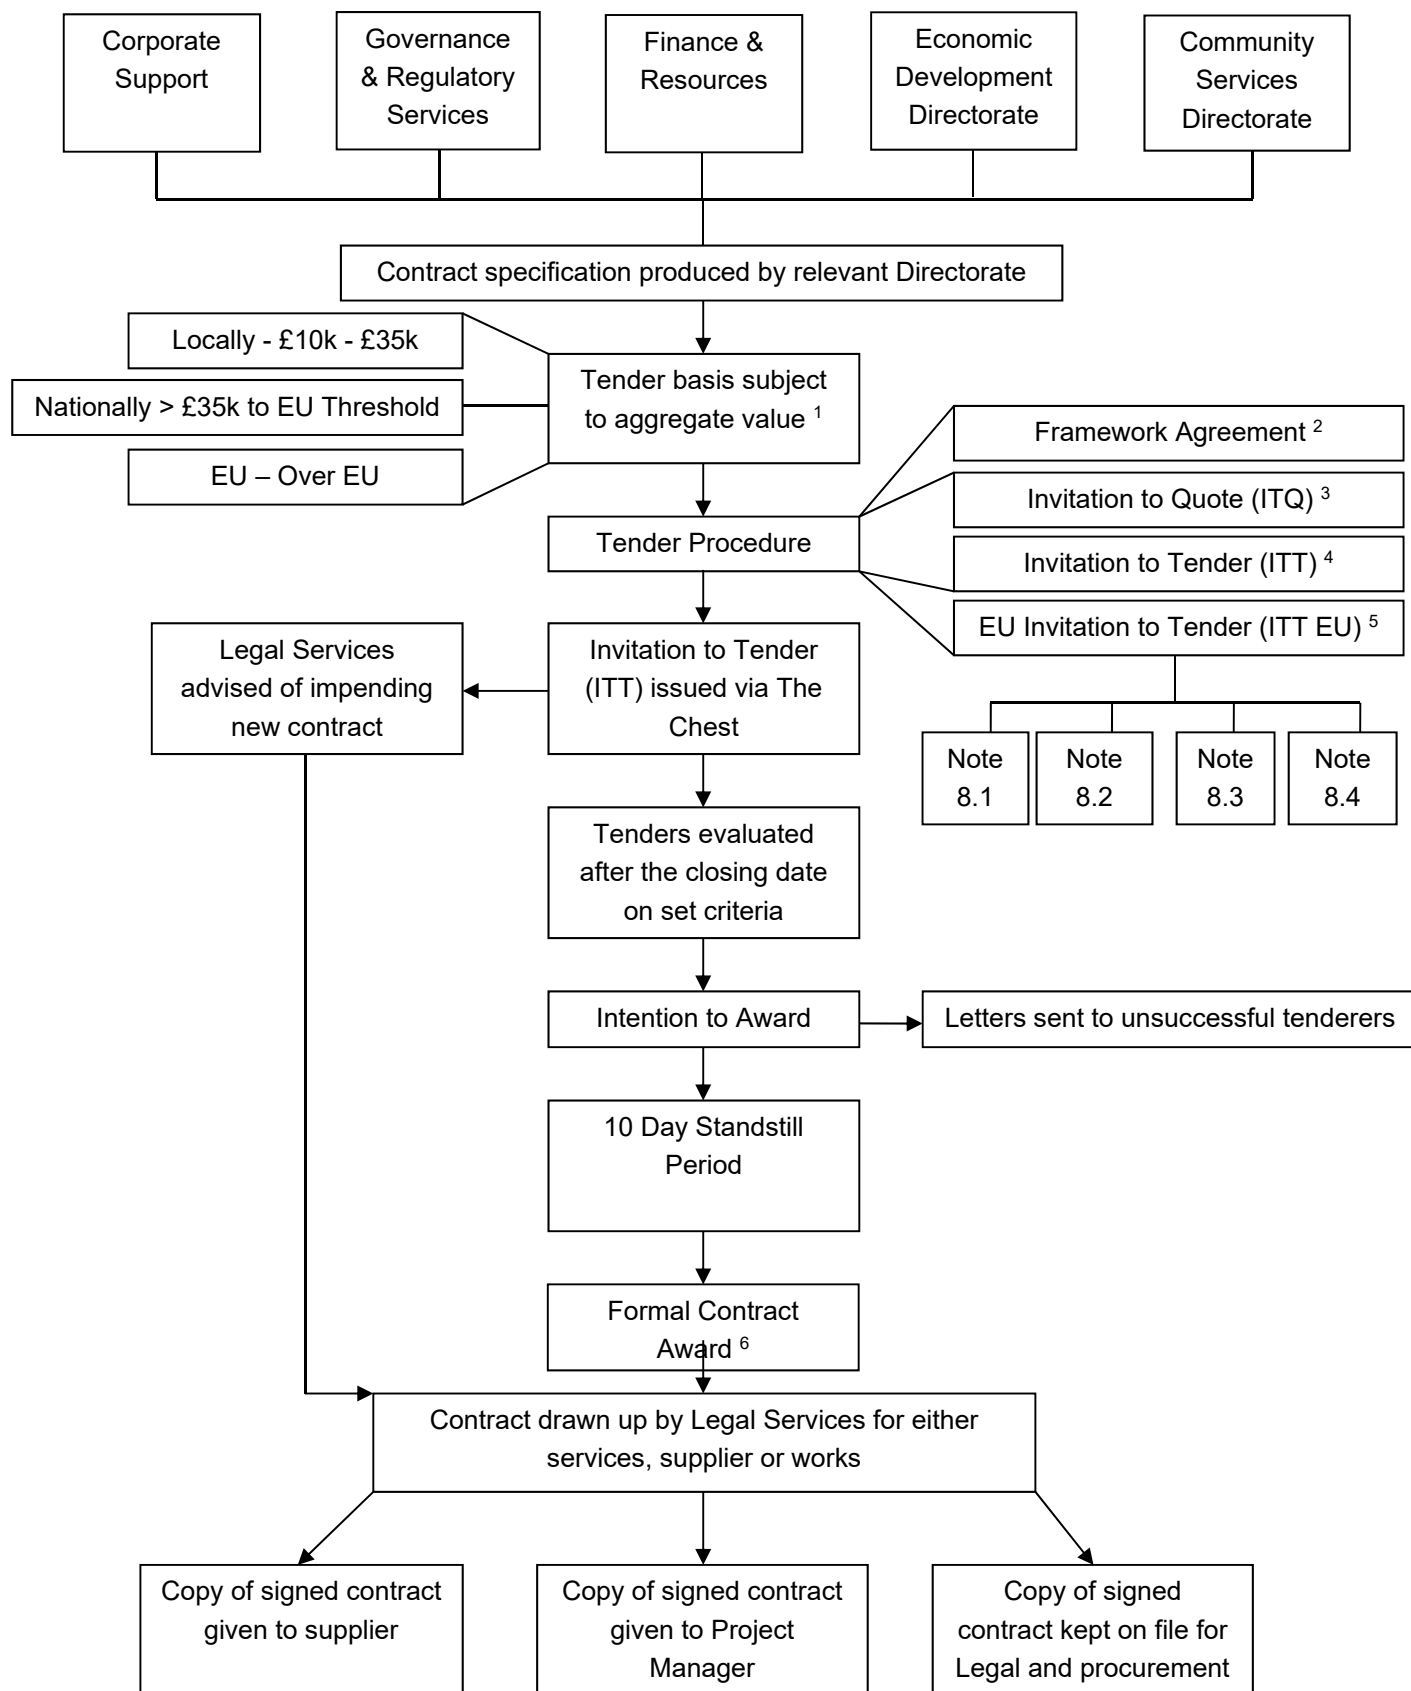 Corporate
Support
Governance
& Regulatory
Services
Finance &
Resources
Economic
Development
Directorate
Community
Services
Directorate
Contract specification produced by relevant Directorate
Locally - £10k - £35k
Nationally > £35k to EU Threshold
EU – Over EU
Tender basis subject
to aggregate value 1
Framework Agreement 2
Invitation to Quote (ITQ) 3
Invitation to Tender (ITT) 4
EU Invitation to Tender (ITT EU) 5
Tender Procedure
Legal Services
advised of impending
new contract
Invitation to Tender
(ITT) issued via The
Chest
Note
8.1
Note
8.2
Note
8.3
Note
8.4
Tenders evaluated
after the closing date
on set criteria
Intention to Award
Letters sent to unsuccessful tenderers
10 Day Standstill
Period
Formal Contract
Award 6
Contract drawn up by Legal Services for either
services, supplier or works
Copy of signed contract
given to supplier
Copy of signed contract
given to Project
Manager
Copy of signed
contract kept on file for
Legal and procurement